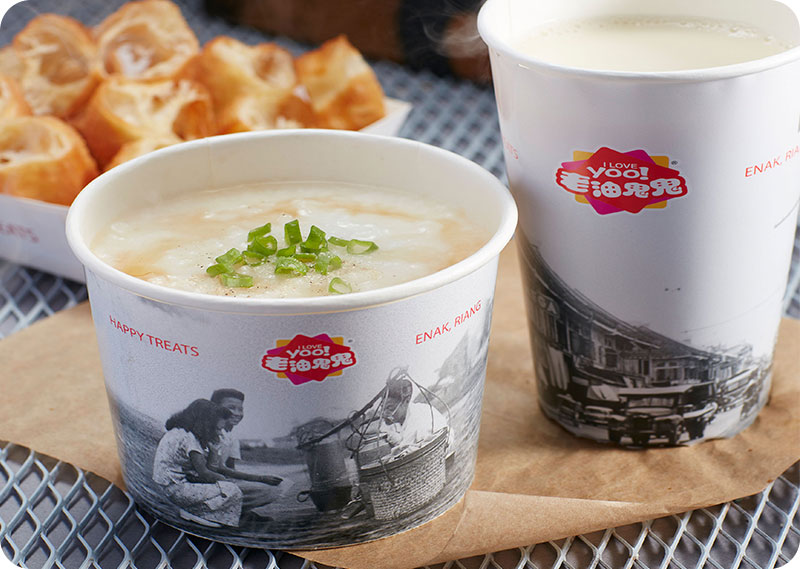 I LOVE
YOO!
老油鬼鬼
®
ENAK, RIA
HAPPY TREATS
I LOVE
YOO!
老油鬼鬼
ENAK, RIANG